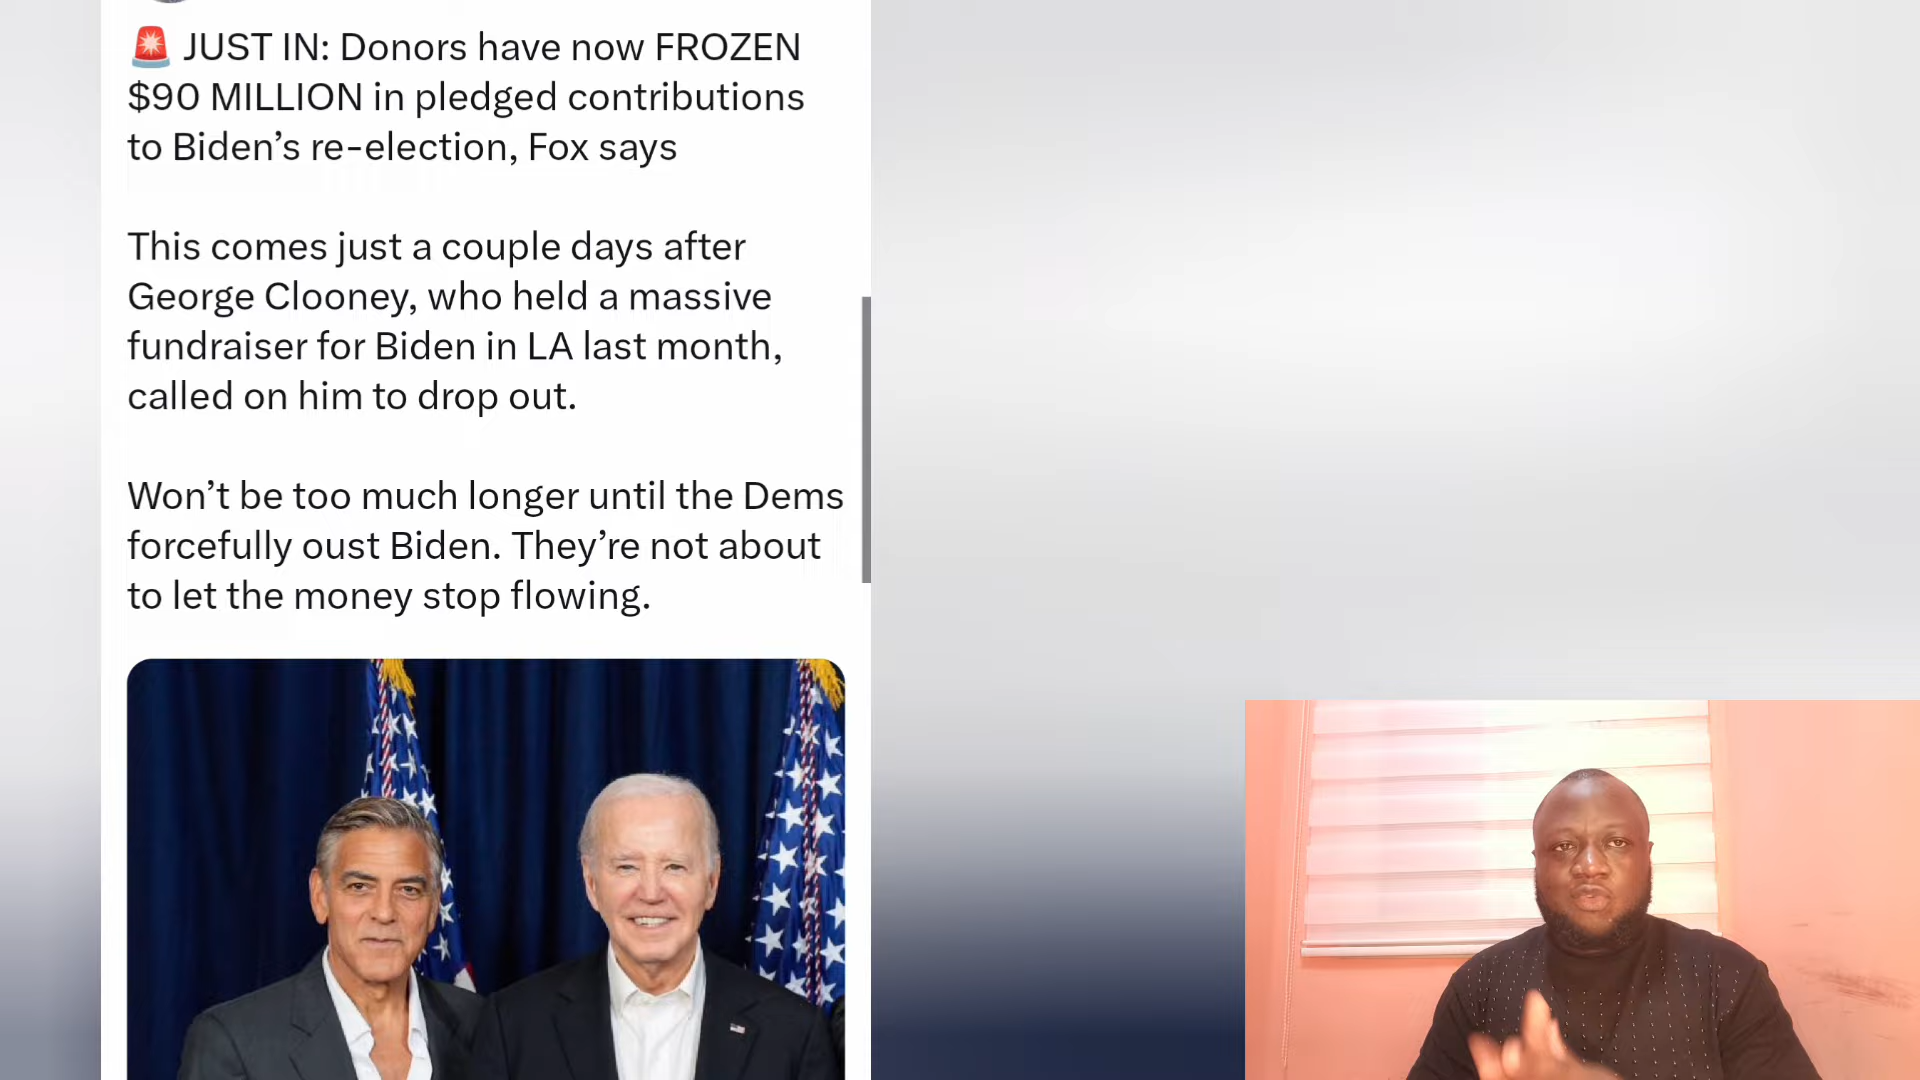 🚨 JUST IN: Donors have now FROZEN
$90 MILLION in pledged contributions
to Biden’s re-election, Fox says
This comes just a couple days after
George Clooney, who held a massive
fundraiser for Biden in LA last month,
called on him to drop out.
Won’t be too much longer until the Dems
forcefully oust Biden. They’re not about
to let the money stop flowing.